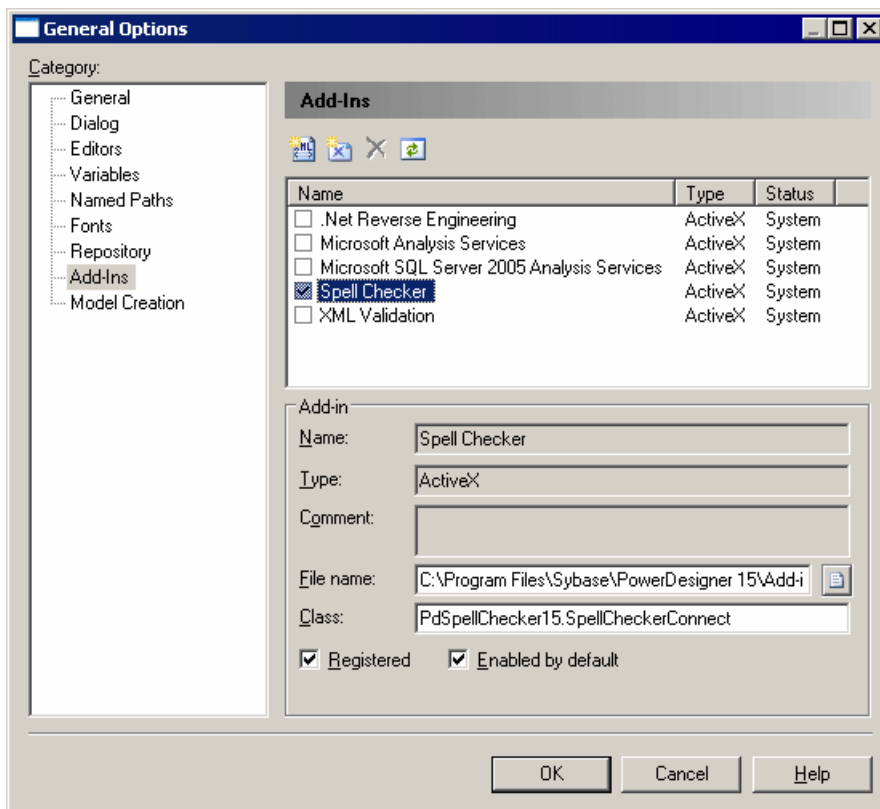 General Options
Category:
General
Dialog
Editors
Variables
Named Paths
Fonts
Repository
Add-Ins
Model Creation
Add-Ins
Name Type Status
.Net Reverse Engineering ActiveX System
Microsoft Analysis Services ActiveX System
Microsoft SQL Server 2005 Analysis Services ActiveX System
Spell Checker ActiveX System
XML Validation ActiveX System
Add-in
Name: Spell Checker
Type: ActiveX
Comment:
File name: C:\Program Files\Sybase\PowerDesigner 15\Add-i
Class: PdSpellChecker15.SpellCheckerConnect
Registered Enabled by default
OK Cancel Help